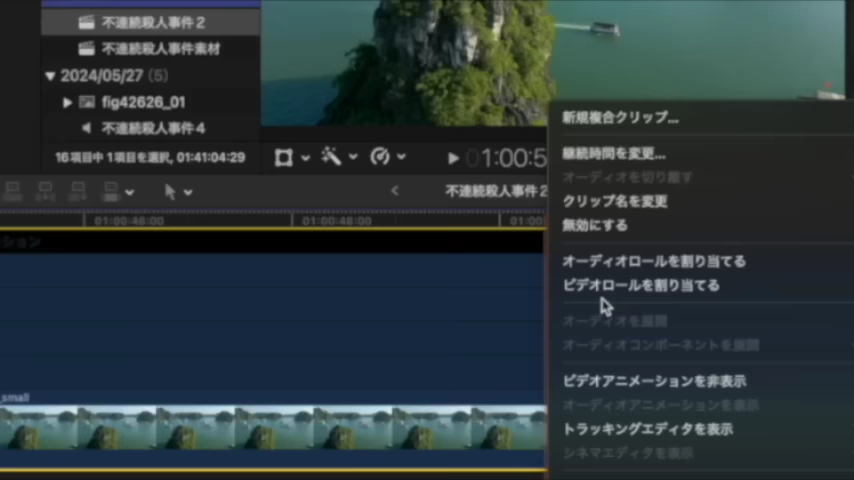 不連続殺人事件2
不連続殺人事件素材
2024/05/27 (5)
fig42626_01
不連続殺人事件4
16項目中 1項目を選択, 01:41:04:29
01:00:5
不連続殺人事件2
01:00:46:00
01:00:48:00
01:00
ション
_small
新規複合クリップ...
継続時間を変更...
オーディオを切り離す
クリップ名を変更
無効にする
オーディオロールを割り当てる
ビデオロールを割り当てる
オーディオを展開
オーディオコンポーネントを展開
ビデオアニメーションを非表示
オーディオアニメーションを表示
トラッキングエディタを表示
シネマエディタを表示